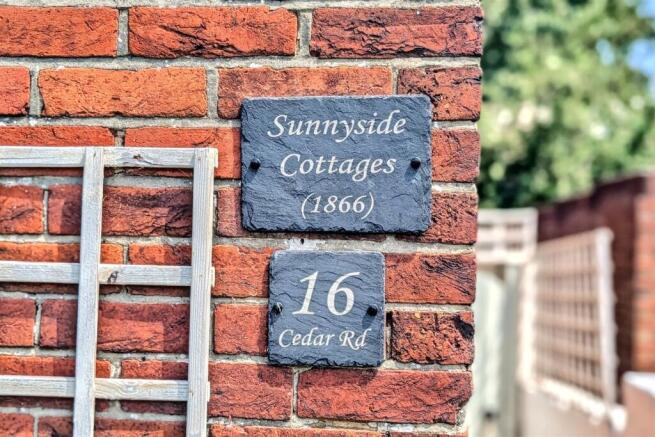 Sunnyside
Cottages
(1866)
16
Cedar Rd